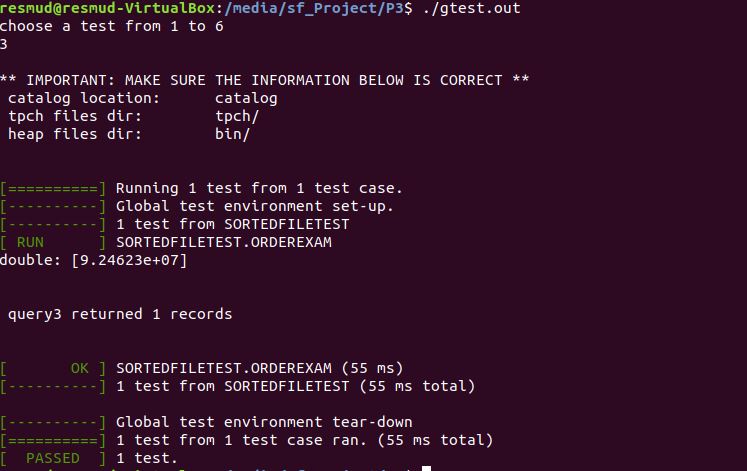 resmud@resmud-VirtualBox:/media/sf_Project/P3$ ./gtest.out
choose a test from 1 to 6
3
** IMPORTANT: MAKE SURE THE INFORMATION BELOW IS CORRECT **
catalog location: catalog
tpch files dir: tpch/
heap files dir: bin/
[==========] Running 1 test from 1 test case.
[----------] Global test environment set-up.
[----------] 1 test from SORTEDFILETEST
[ RUN      ] SORTEDFILETEST.ORDEREXAM
double: [9.24623e+07]
query3 returned 1 records
[       OK ] SORTEDFILETEST.ORDEREXAM (55 ms)
[----------] 1 test from SORTEDFILETEST (55 ms total)
[----------] Global test environment tear-down
[==========] 1 test from 1 test case ran. (55 ms total)
[  PASSED  ] 1 test.